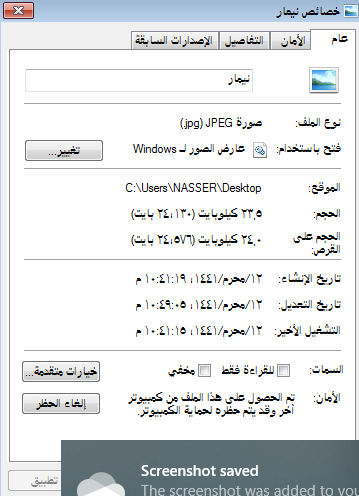 خصائص نيمار
عام
الأمان
التفاصيل
الإصدارات السابقة
نيمار
نوع الملف: صورة JPEG (.jpg)
فتح باستخدام: عارض الصور لـ Windows
تغيير...
الموقع: C:\Users\NASSER\Desktop
الحجم: ٢٣,٥ كيلوبايت (٢٤,١٣٠ بايت)
الحجم على القرص: ٢٤,٠ كيلوبايت (٢٤,٥٧٦ بايت)
تاريخ الإنشاء: ١٢/محرم/١٤٤١، ١٠:٤١:١٩ م
تاريخ التعديل: ١٢/محرم/١٤٤١، ١٠:٤٩:٠٥ م
التشغيل الأخير: ١٢/محرم/١٤٤١، ١٠:٤١:١٥ م
السمات: للقراءة فقط مخفي
خيارات متقدمة...
الأمان: تم الحصول على هذا الملف من كمبيوتر
آخر وقد يتم حظره لحماية الكمبيوتر.
إلغاء الحظر
تطبيق
Screenshot saved
The screenshot was added to you